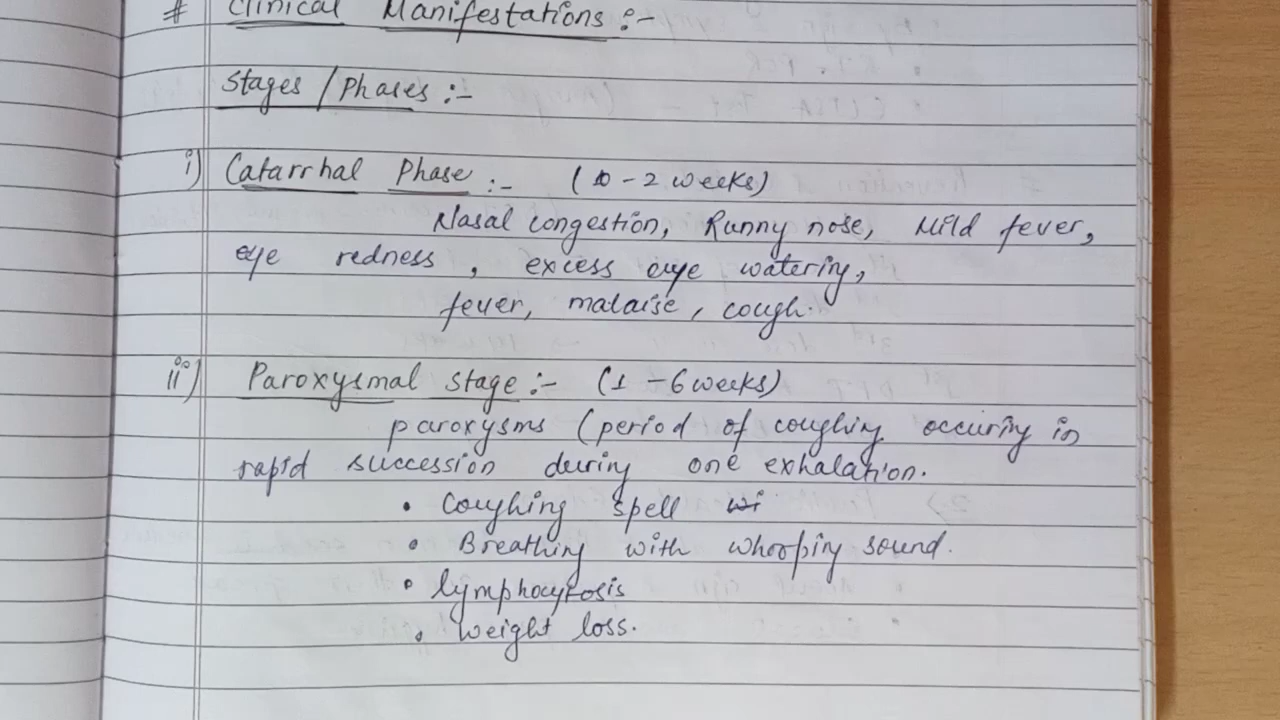 # Clinical Manifestations :-
Stages / Phases :-
i) Catarrhal Phase :- (10 - 2 weeks)
Nasal congestion, Runny nose, Mild fever,
eye redness, excess eye watering,
fever, malaise, cough.
ii) Paroxysmal stage :- (1 - 6 weeks)
paroxysms (period of coughing occuring in
rapid succession during one exhalation.
• Coughing spell wi
• Breathing with whooping sound.
• lymphocytosis
• weight loss.